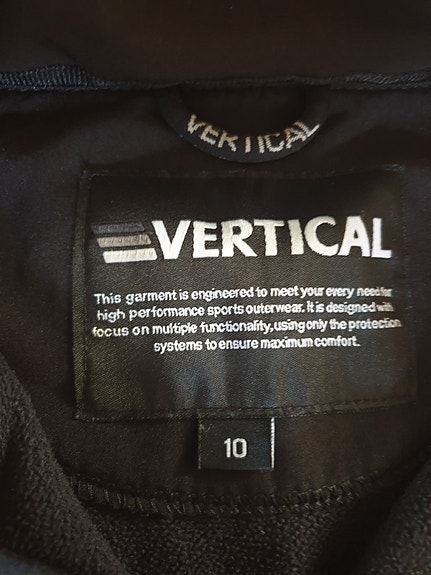 VERTICAL
VERTICAL
This garment is engineered to meet your every need for
high performance sports outerwear. It is designed with
focus on multiple functionality, using only the protection
systems to ensure maximum comfort.
10